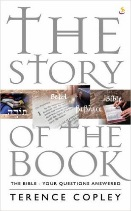 THE
STORY
OF THE
BOOK
THE BIBLE - YOUR QUESTIONS ANSWERED
TERENCE COPLEY